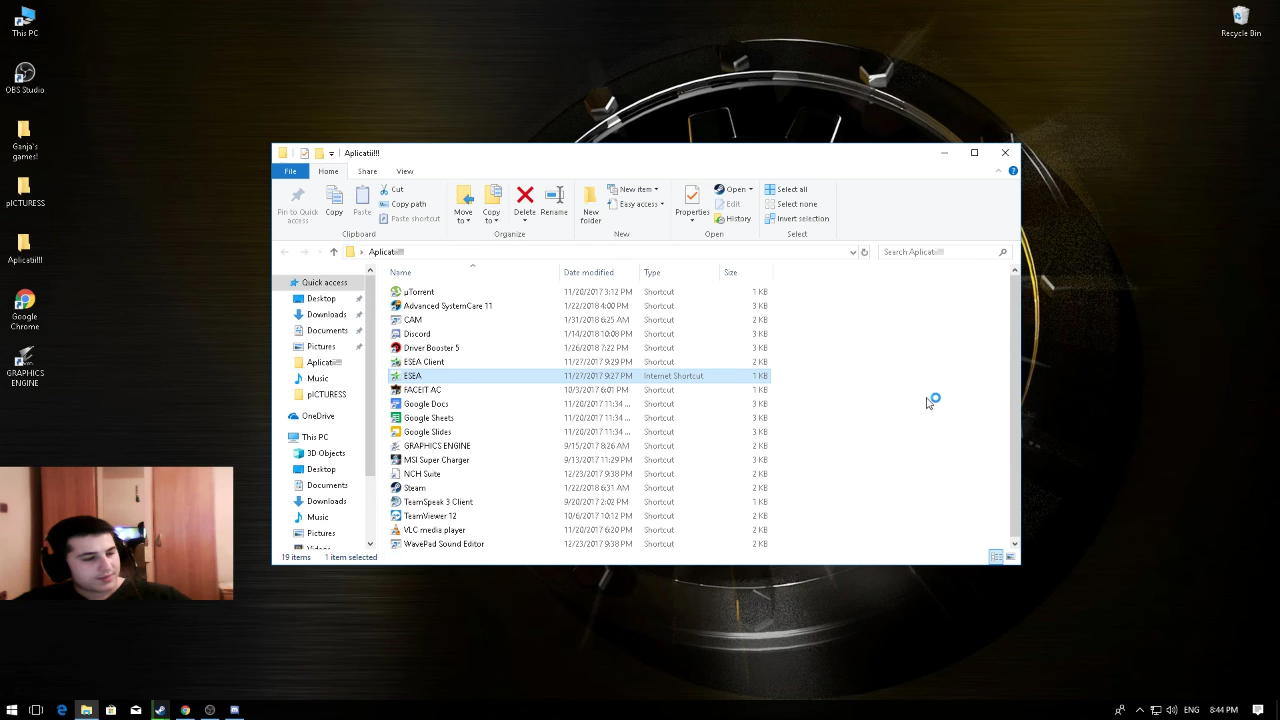 This PC
Recycle Bin
OBS Studio
Ganja's
games!
pICTURESS
Aplicatii!!!
Google
Chrome
GRAPHICS
ENGINE
Aplicatii!!!
File
Home
Share
View
Pin to Quick
access
Copy
Paste
Cut
Copy path
Paste shortcut
Clipboard
Move
to
Copy
to
Delete
Rename
Organize
New
folder
New item
Easy access
New
Properties
Open
Edit
History
Open
Select all
Select none
Invert selection
Select
Aplicatii!!!
Search Aplicatii!!!
Name Date modified Type Size
µTorrent 11/20/2017 3:12 PM Shortcut 1 KB
Advanced SystemCare 11 1/22/2018 4:00 PM Shortcut 3 KB
CAM 1/31/2018 6:25 AM Shortcut 2 KB
Discord 1/14/2018 10:08 PM Shortcut 3 KB
Driver Booster 5 1/26/2018 7:22 PM Shortcut 3 KB
ESEA Client 11/27/2017 9:29 PM Shortcut 2 KB
ESEA 11/27/2017 9:27 PM Internet Shortcut 1 KB
FACEIT AC 10/3/2017 6:01 PM Shortcut 1 KB
Google Docs 11/20/2017 11:34 ... Shortcut 3 KB
Google Sheets 11/20/2017 11:34 ... Shortcut 3 KB
Google Slides 11/20/2017 11:34 ... Shortcut 3 KB
GRAPHICS ENGINE 9/15/2017 8:26 AM Shortcut 2 KB
MSI Super Charger 9/13/2017 11:29 PM Shortcut 3 KB
NCH Suite 12/23/2017 9:38 PM Shortcut 2 KB
Steam 1/22/2018 6:31 AM Shortcut 2 KB
TeamSpeak 3 Client 9/20/2017 2:02 PM Shortcut 1 KB
TeamViewer 12 10/6/2017 10:12 PM Shortcut 2 KB
VLC media player 11/20/2017 6:20 PM Shortcut 1 KB
WavePad Sound Editor 12/23/2017 9:38 PM Shortcut 2 KB
Quick access
Desktop
Downloads
Documents
Pictures
Aplicatii!!!
Music
pICTURESS
OneDrive
This PC
3D Objects
Desktop
Documents
Downloads
Music
Pictures
Videos
19 items 1 item selected
ENG 8:44 PM